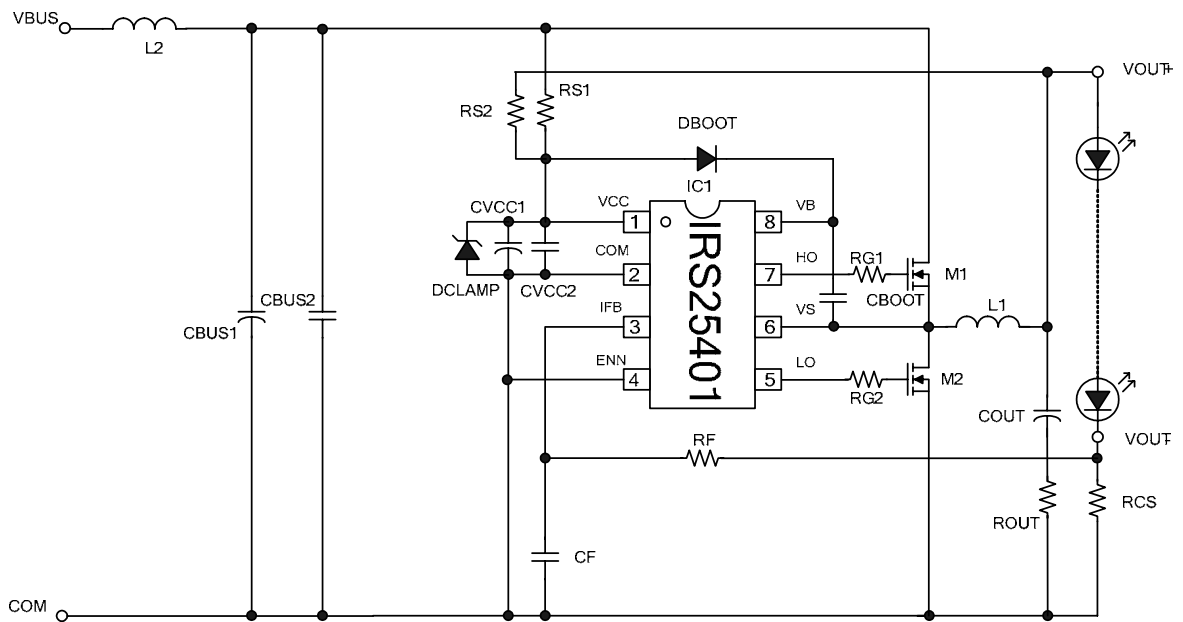 VBUS
L2
VOUT+
RS1
RS2
DBOOT
IC1
CVCC1
VCC
1
8
VB
COM
2
7
HO
RG1
M1
DCLAMP
CVCC2
CBOOT
CBUS2
IFB
3
6
VS
L1
CBUS1
IRS25401
ENN
4
5
LO
M2
RG2
COUT
VOUT-
RF
RCS
ROUT
CF
COM